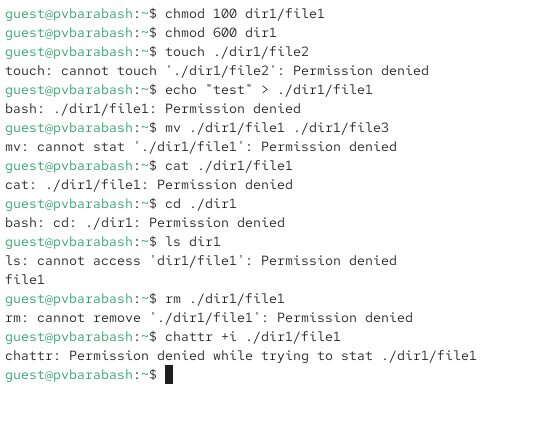 guest@pvbarabash:~$ chmod 100 dir1/file1
guest@pvbarabash:~$ chmod 600 dir1
guest@pvbarabash:~$ touch ./dir1/file2
touch: cannot touch './dir1/file2': Permission denied
guest@pvbarabash:~$ echo "test" > ./dir1/file1
bash: ./dir1/file1: Permission denied
guest@pvbarabash:~$ mv ./dir1/file1 ./dir1/file3
mv: cannot stat './dir1/file1': Permission denied
guest@pvbarabash:~$ cat ./dir1/file1
cat: ./dir1/file1: Permission denied
guest@pvbarabash:~$ cd ./dir1
bash: cd: ./dir1: Permission denied
guest@pvbarabash:~$ ls dir1
ls: cannot access 'dir1/file1': Permission denied
file1
guest@pvbarabash:~$ rm ./dir1/file1
rm: cannot remove './dir1/file1': Permission denied
guest@pvbarabash:~$ chattr +i ./dir1/file1
chattr: Permission denied while trying to stat ./dir1/file1
guest@pvbarabash:~$